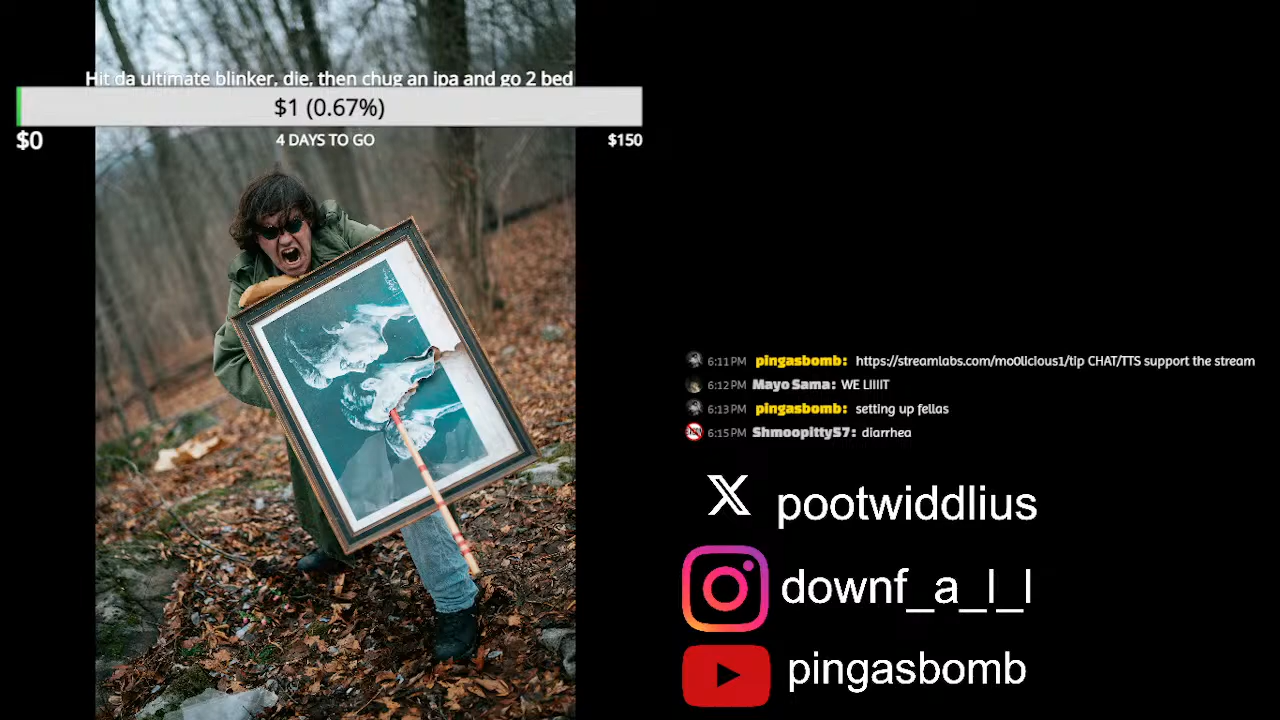 Hit da ultimate blinker, die, then chug an ipa and go 2 bed
$1 (0.67%)
$0 4 DAYS TO GO $150
6:11 PM pingasbomb: https://streamlabs.com/mo0licious1/tip CHAT/TTS support the stream
6:12 PM Mayo Sama: WE LIIIIT
6:13 PM pingasbomb: setting up fellas
6:15 PM Shmoopitty57: diarrhea
X pootwiddlius
downf_a_l_l
pingasbomb